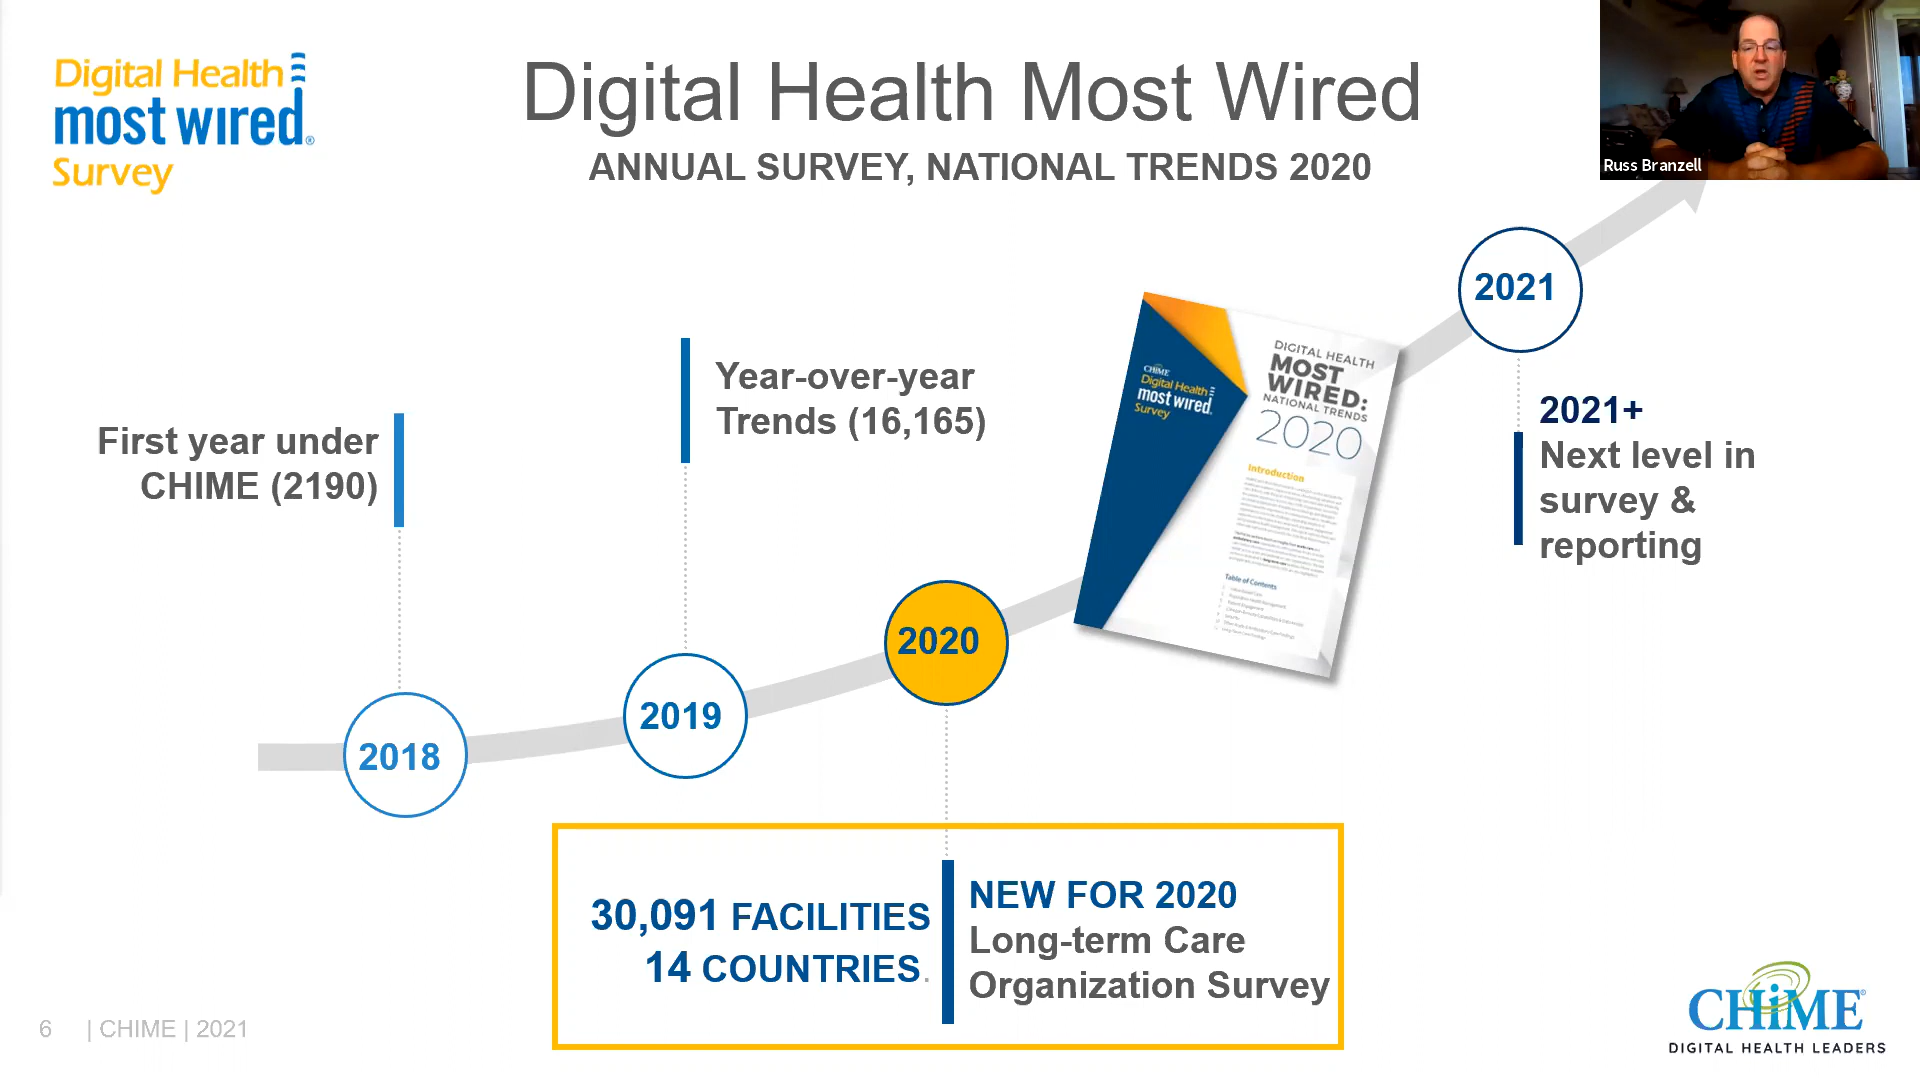 Digital Health
most wired®
Survey
Digital Health Most Wired
ANNUAL SURVEY, NATIONAL TRENDS 2020
Russ Branzell
First year under
CHIME (2190)
2018
Year-over-year
Trends (16,165)
2019
2020
CHiME
Digital Health
most wired
Survey
DIGITAL HEALTH
MOST
WIRED:
NATIONAL TRENDS
2020
Introduction
Table of Contents
2021
2021+
Next level in
survey &
reporting
30,091 FACILITIES
14 COUNTRIES.
NEW FOR 2020
Long-term Care
Organization Survey
6 | CHIME | 2021
CHiME®
DIGITAL HEALTH LEADERS